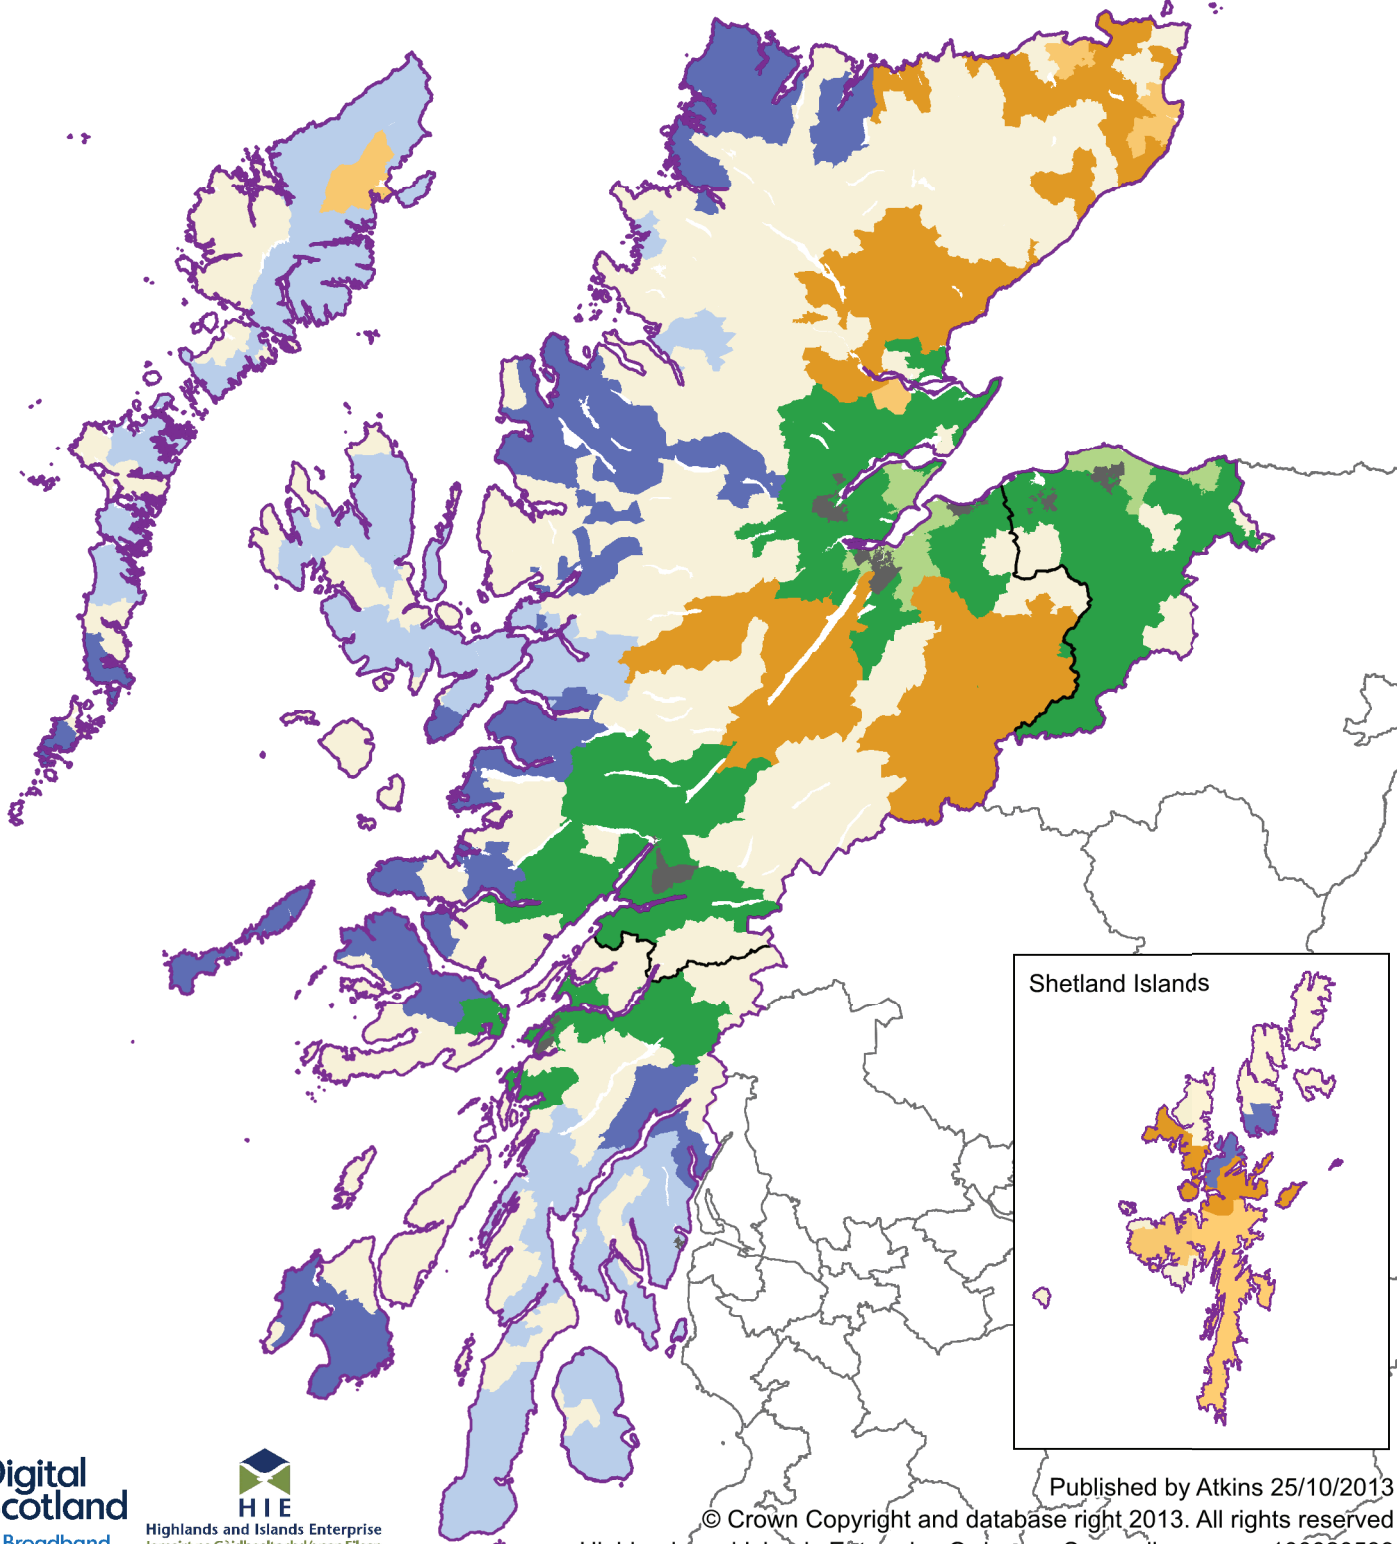 Shetland Islands
Published by Atkins 25/10/2013
© Crown Copyright and database right 2013. All rights reserved
igital
cotland
Broadband
HIE
Highlands and Islands Enterprise